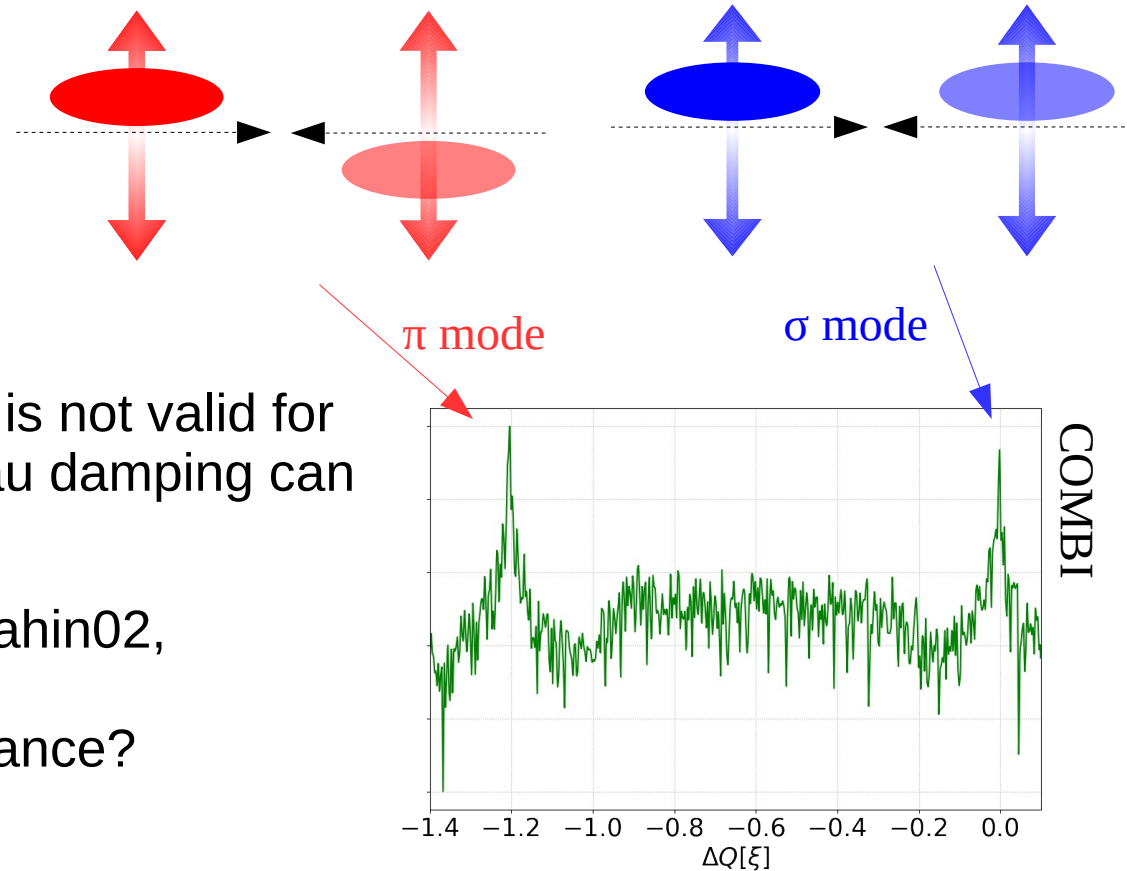 π mode
σ mode
is not valid for
damping can
COMBI
ance?
−1.4 −1.2 −1.0 −0.8 −0.6 −0.4 −0.2 0.0
ΔQ[ξ]